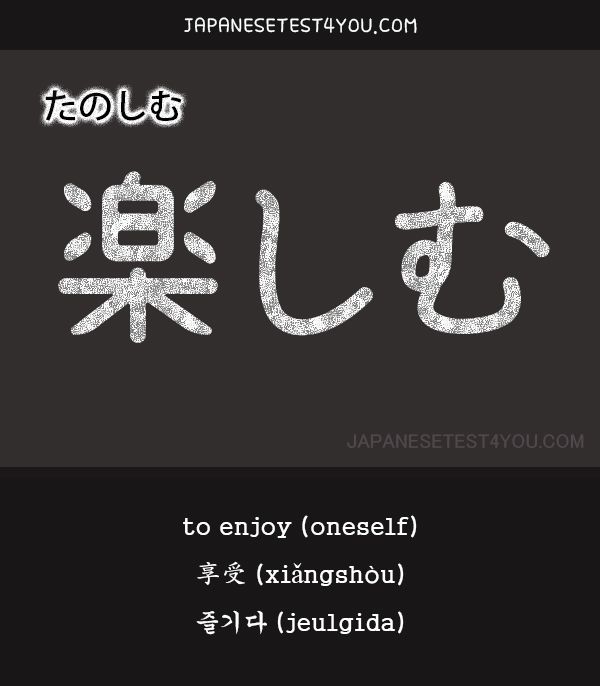 JAPANESETEST4YOU.COM
たのしむ
楽しむ
JAPANESETEST4YOU.COM
to enjoy (oneself)
享受 (xiǎngshòu)
즐기다 (jeulgida)